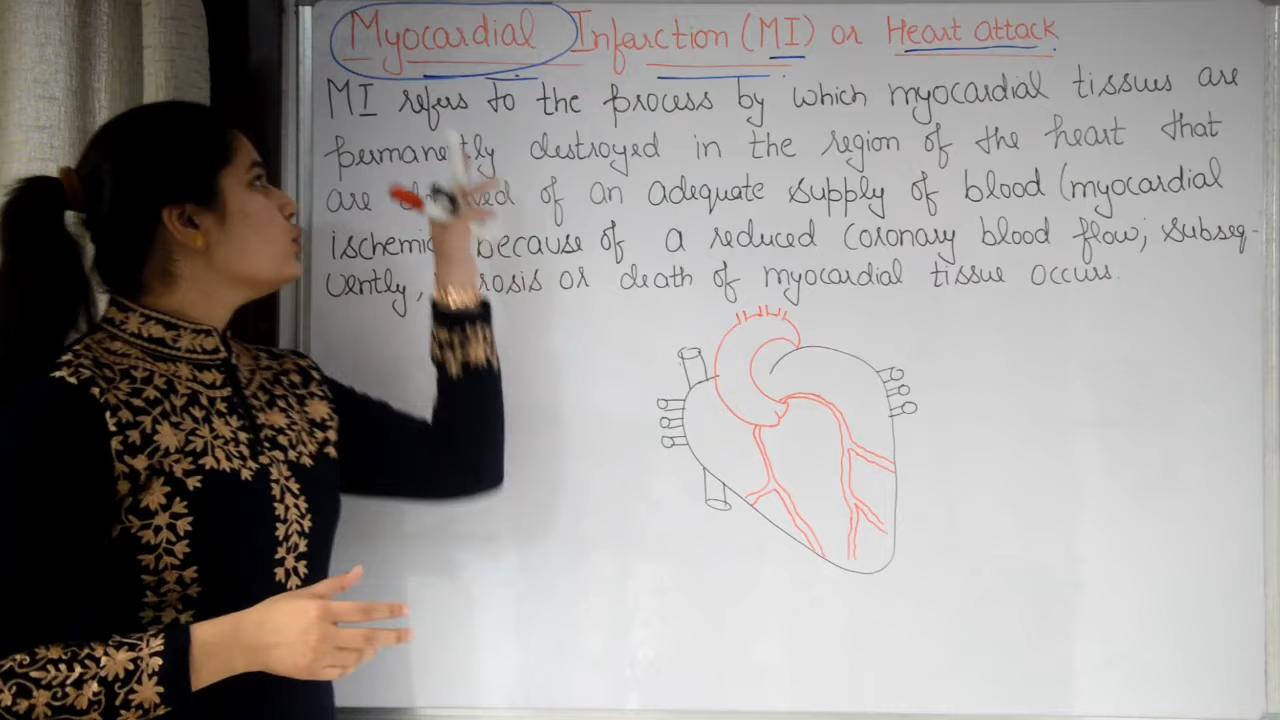 Myocardial Infarction (MI) or Heart attack
MI refers to the process by which myocardial tissues are
permanently destroyed in the region of the heart that
are of an adequate supply of blood (myocardial
because of a reduced coronary blood flow; subseq-
uently, or death of myocardial tissue occurs.